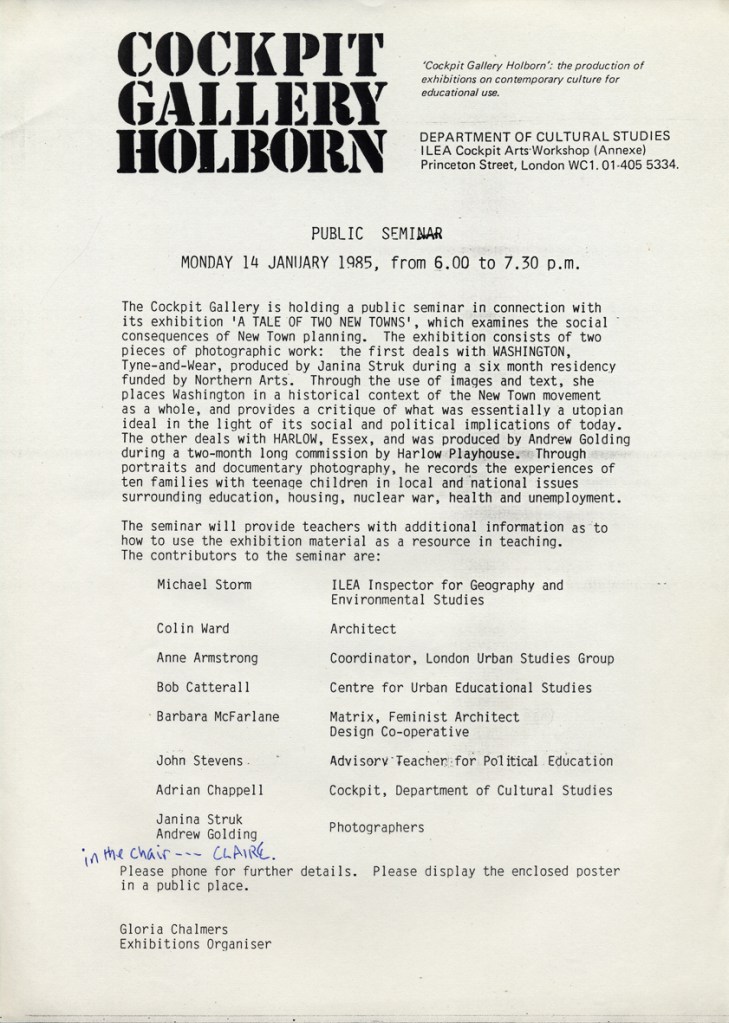 COCKPIT
GALLERY
HOLBORN
'Cockpit Gallery Holborn': the production of
exhibitions on contemporary culture for
educational use.
DEPARTMENT OF CULTURAL STUDIES
ILEA Cockpit Arts Workshop (Annexe)
Princeton Street, London WC1. 01-405 5334.
PUBLIC SEMINAR
MONDAY 14 JANUARY 1985, from 6.00 to 7.30 p.m.
The Cockpit Gallery is holding a public seminar in connection with
its exhibition 'A TALE OF TWO NEW TOWNS', which examines the social
consequences of New Town planning. The exhibition consists of two
pieces of photographic work: the first deals with WASHINGTON,
Tyne-and-Wear, produced by Janina Struk during a six month residency
funded by Northern Arts. Through the use of images and text, she
places Washington in a historical context of the New Town movement
as a whole, and provides a critique of what was essentially a utopian
ideal in the light of its social and political implications of today.
The other deals with HARLOW, Essex, and was produced by Andrew Golding
during a two-month long commission by Harlow Playhouse. Through
portraits and documentary photography, he records the experiences of
ten families with teenage children in local and national issues
surrounding education, housing, nuclear war, health and unemployment.
The seminar will provide teachers with additional information as to
how to use the exhibition material as a resource in teaching.
The contributors to the seminar are:
Michael Storm ILEA Inspector for Geography and
Environmental Studies
Colin Ward Architect
Anne Armstrong Coordinator, London Urban Studies Group
Bob Catterall Centre for Urban Educational Studies
Barbara McFarlane Matrix, Feminist Architect
Design Co-operative
John Stevens Advisory Teacher for Political Education
Adrian Chappell Cockpit, Department of Cultural Studies
Janina Struk
Andrew Golding Photographers
in the chair --- CLAIRE.
Please phone for further details. Please display the enclosed poster
in a public place.
Gloria Chalmers
Exhibitions Organiser